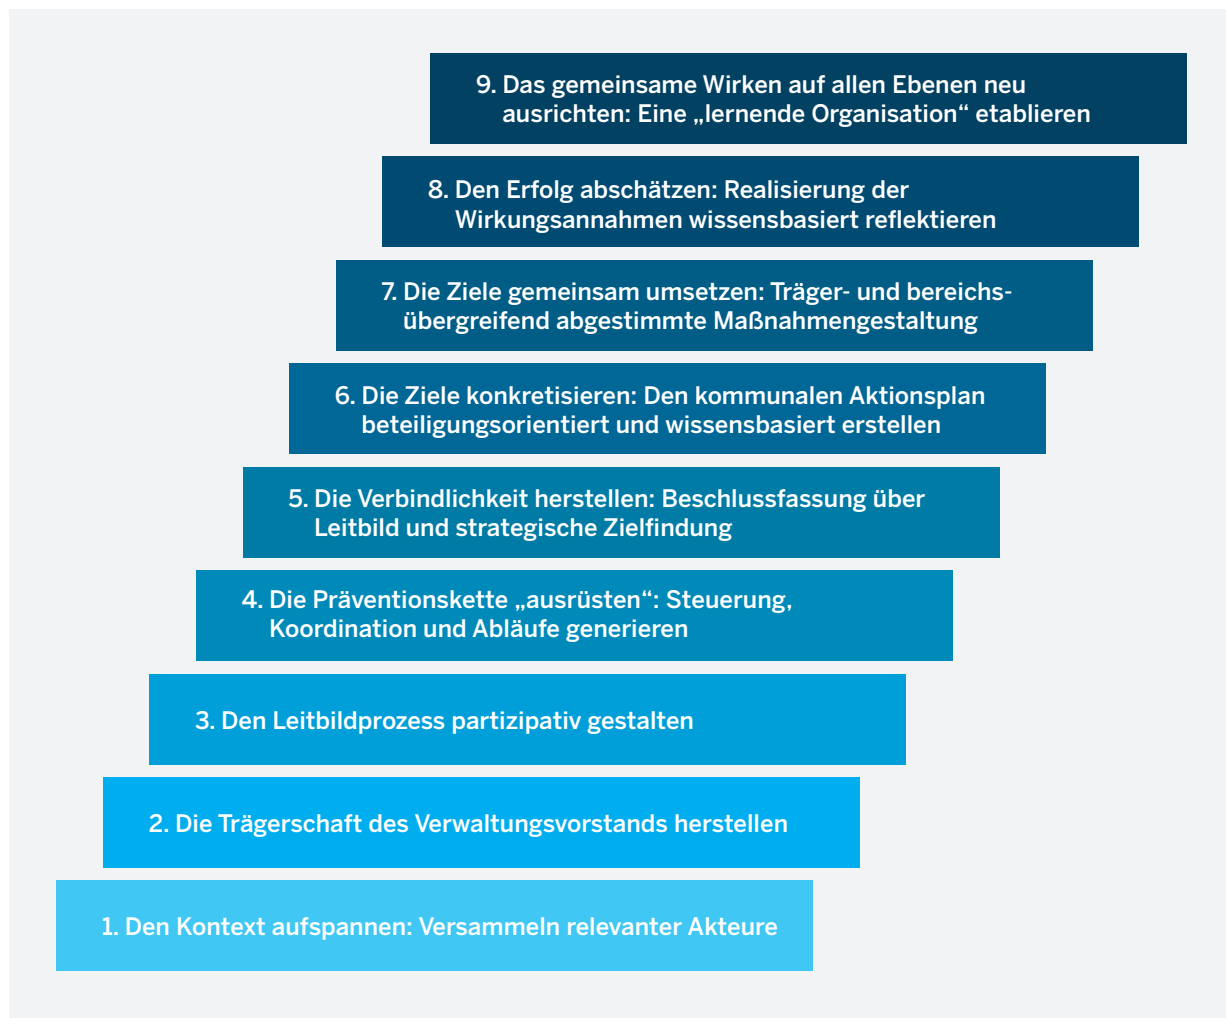 9. Das gemeinsame Wirken auf allen Ebenen neu
ausrichten: Eine „lernende Organisation“ etablieren
8. Den Erfolg abschätzen: Realisierung der
Wirkungsannahmen wissensbasiert reflektieren
7. Die Ziele gemeinsam umsetzen: Träger- und bereichs-
übergreifend abgestimmte Maßnahmengestaltung
6. Die Ziele konkretisieren: Den kommunalen Aktionsplan
beteiligungsorientiert und wissensbasiert erstellen
5. Die Verbindlichkeit herstellen: Beschlussfassung über
Leitbild und strategische Zielfindung
4. Die Präventionskette „ausrüsten“: Steuerung,
Koordination und Abläufe generieren
3. Den Leitbildprozess partizipativ gestalten
2. Die Trägerschaft des Verwaltungsvorstands herstellen
1. Den Kontext aufspannen: Versammeln relevanter Akteure